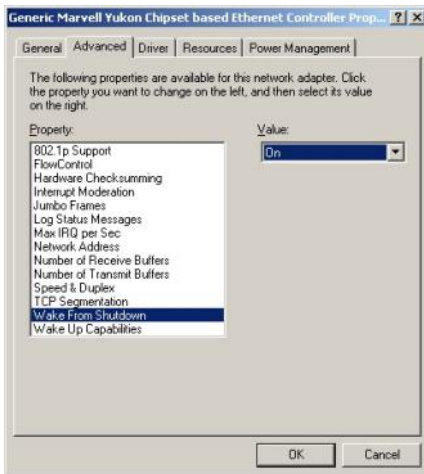 Generic Marvell Yukon Chipset based Ethernet Controller Prop...
General
Advanced
Driver
Resources
Power Management
The following properties are available for this network adapter. Click
the property you want to change on the left, and then select its value
on the right.
Property:
802.1p Support
FlowControl
Hardware Checksumming
Interrupt Moderation
Jumbo Frames
Log Status Messages
Max IRQ per Sec
Network Address
Number of Receive Buffers
Number of Transmit Buffers
Speed & Duplex
TCP Segmentation
Wake From Shutdown
Wake Up Capabilities
Value:
On
OK
Cancel